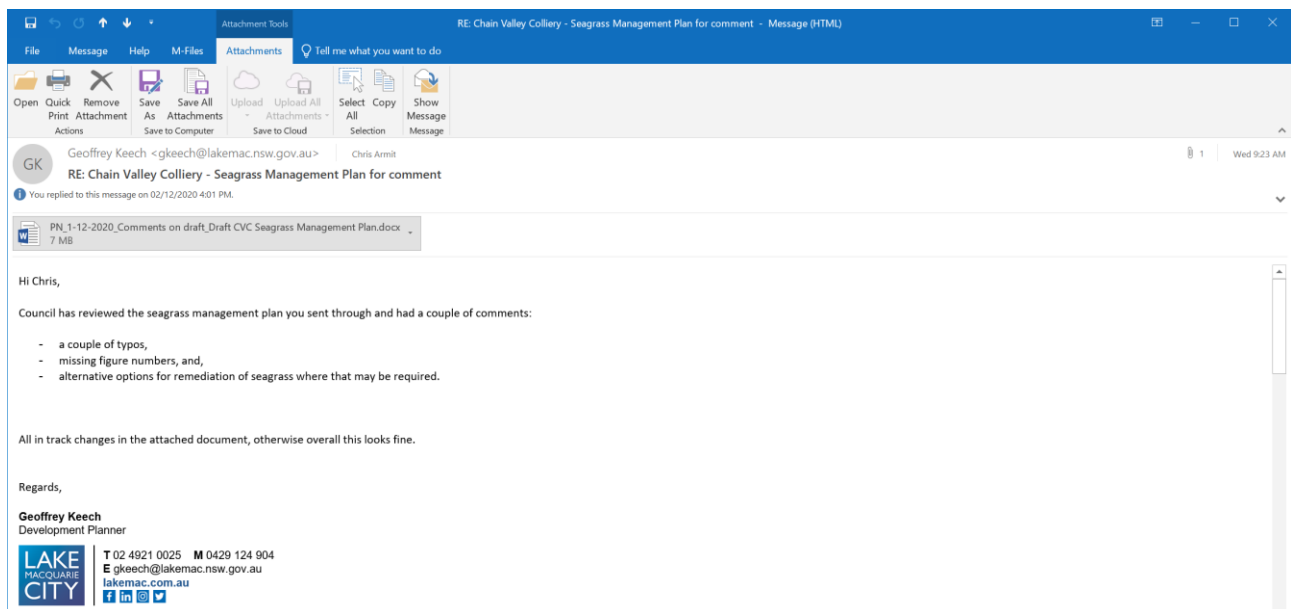 Attachment Tools
RE: Chain Valley Colliery - Seagrass Management Plan for comment - Message (HTML)
File Message Help M-Files Attachments Tell me what you want to do
Open Quick Print Remove Attachment Save As Save All Attachments Upload Upload All Attachments Select All Copy Show Message
Actions Save to Computer Save to Cloud Selection Message
GK
Geoffrey Keech <gkeech@lakemac.nsw.gov.au> Chris Armit
1 Wed 9:23 AM
RE: Chain Valley Colliery - Seagrass Management Plan for comment
You replied to this message on 02/12/2020 4:01 PM.
PN_1-12-2020_Comments on draft_Draft CVC Seagrass Management Plan.docx
7 MB
Hi Chris,
Council has reviewed the seagrass management plan you sent through and had a couple of comments:
- a couple of typos,
- missing figure numbers, and,
- alternative options for remediation of seagrass where that may be required.
All in track changes in the attached document, otherwise overall this looks fine.
Regards,
Geoffrey Keech
Development Planner
LAKE
MACQUARIE
CITY
T 02 4921 0025 M 0429 124 904
E gkeech@lakemac.nsw.gov.au
lakemac.com.au